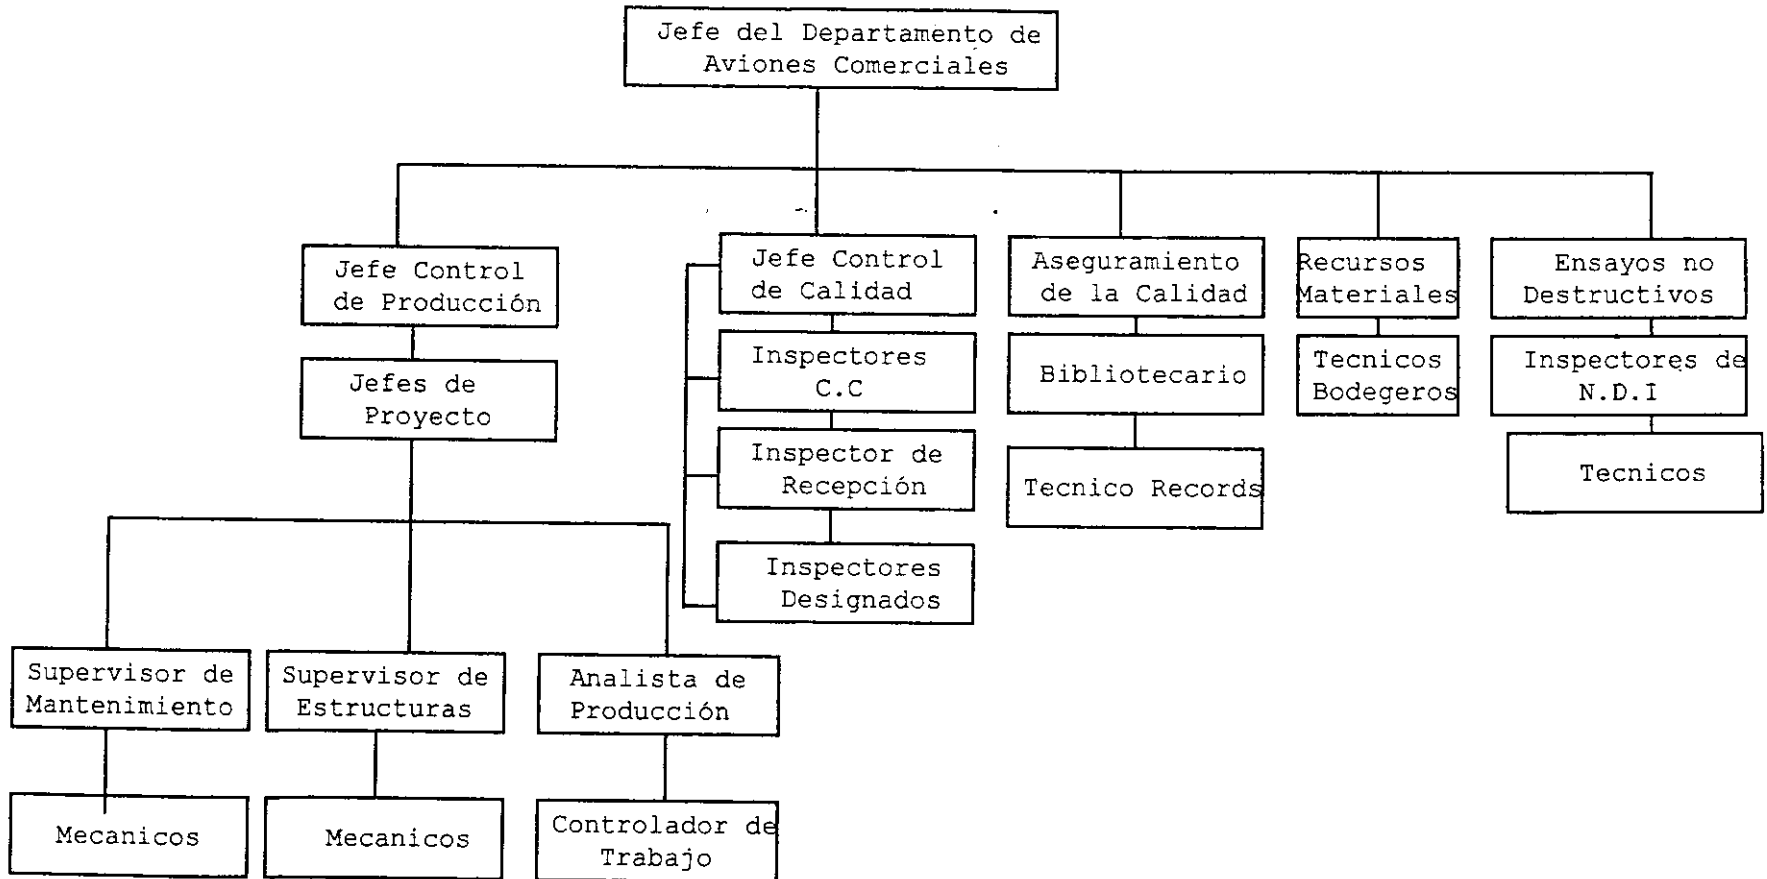 Jefe del Departamento de
Aviones Comerciales
Jefe Control
de Producción
Jefe Control
de Calidad
Aseguramiento
de la Calidad
Recursos
Materiales
Ensayos no
Destructivos
Jefes de
Proyecto
Inspectores
C.C
Bibliotecario
Tecnicos
Bodegeros
Inspectores de
N.D.I
Inspector de
Recepción
Tecnico Records
Tecnicos
Inspectores
Designados
Supervisor de
Mantenimiento
Supervisor de
Estructuras
Analista de
Producción
Mecanicos
Mecanicos
Controlador de
Trabajo